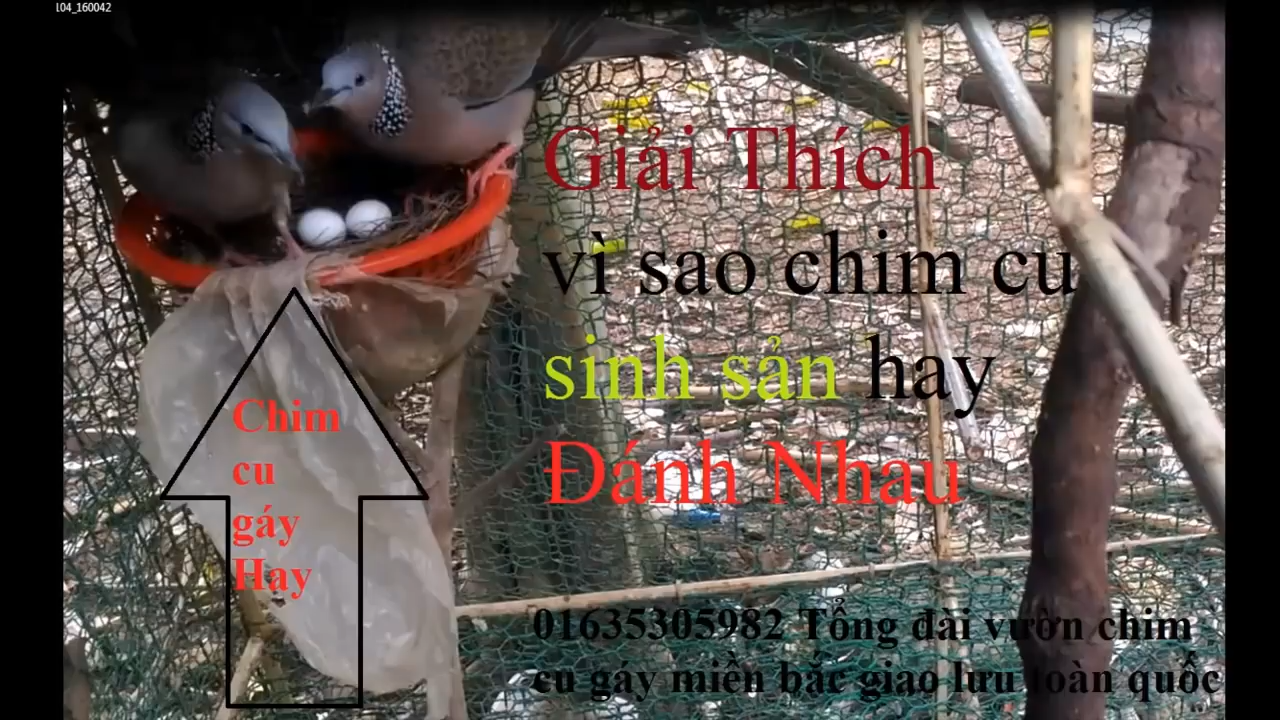 104_160042
Giải Thích
vì sao chim cu
sinh sản hay
Đánh Nhau
Chim
cu
gáy
Hay
01635305982 Tổng đài vườn chim
cu gáy miền bắc giao lưu toàn quốc